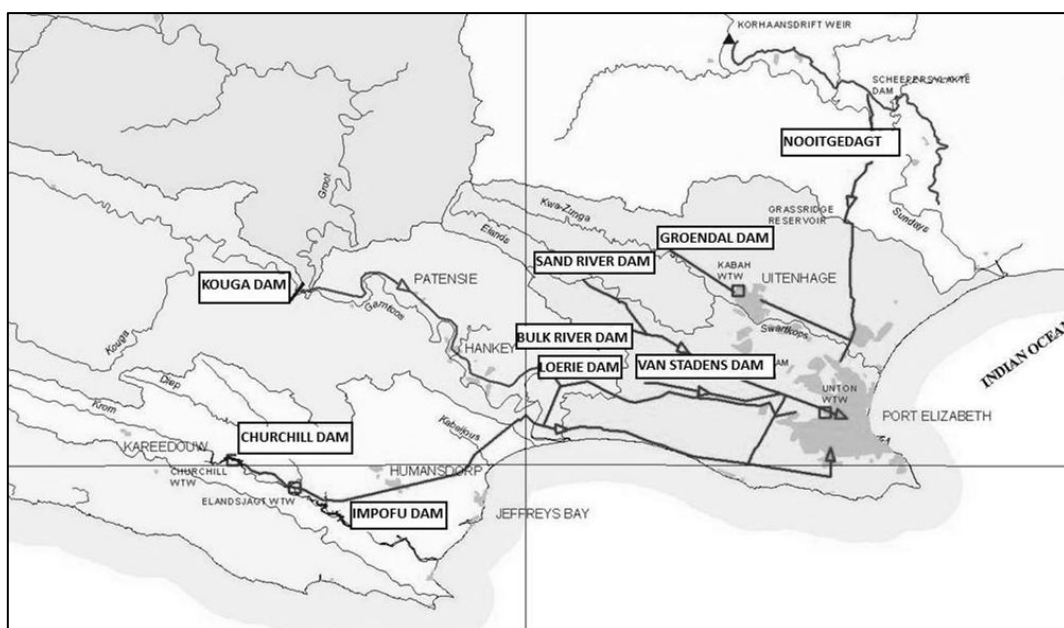 KORHAANSDRIFT WEIR
SCHEEPERSVLAKTE
DAM
NOOITGEDAGT
Groot
Kwa-Zunga
GRASSRIDGE
RESERVOIR
Sundays
Elands
GROENDAL DAM
SAND RIVER DAM
KABAH
WTW
UITENHAGE
KOUGA DAM
PATENSIE
Gamtoos
Swartkops
INDIAN OCEAN
Kouga
BULK RIVER DAM
HANKEY
LOERIE DAM
VAN STADENS DAM
AM
Diep
UNTON
WTW
PORT ELIZABETH
Krom
Kabeljous
CHURCHILL DAM
KAREEDOUW
CHURCHILL
WTW
HUMANSDORP
ELANDSJAGT WTW
IMPOFU DAM
JEFFREYS BAY